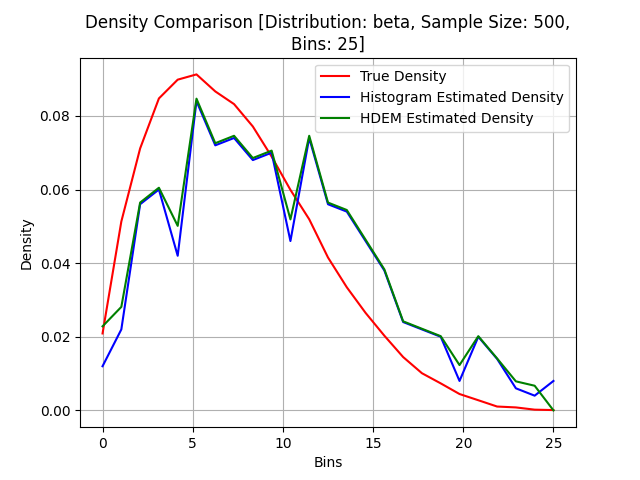 Density Comparison [Distribution: beta, Sample Size: 500,
Bins: 25]
True Density
Histogram Estimated Density
HDEM Estimated Density
Density
0.08
0.06
0.04
0.02
0.00
0 5 10 15 20 25
Bins